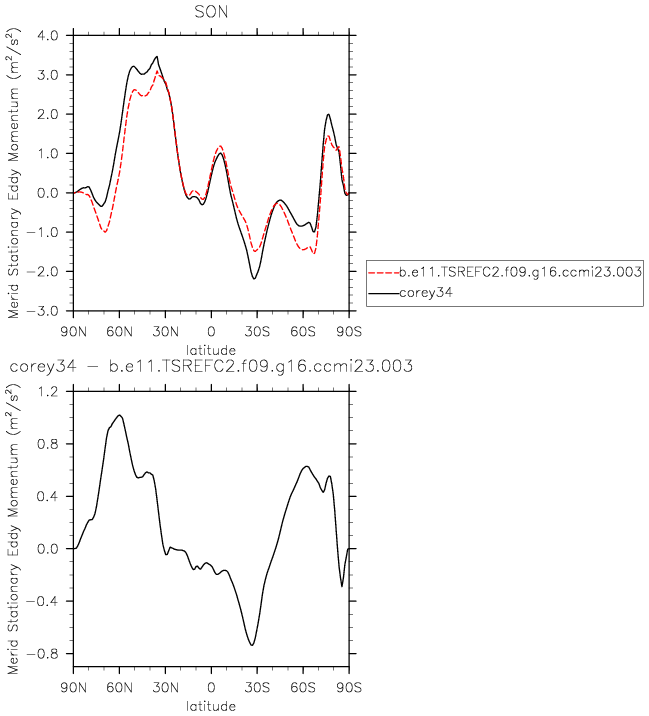 SON
Merid Stationary Eddy Momentum (m²/s²)
4.0
3.0
2.0
1.0
0.0
−1.0
−2.0
−3.0
90N 60N 30N 0 30S 60S 90S
latitude
b.e11.TSREFC2.f09.g16.ccmi23.003
corey34
corey34 − b.e11.TSREFC2.f09.g16.ccmi23.003
Merid Stationary Eddy Momentum (m²/s²)
1.2
0.8
0.4
0.0
−0.4
−0.8
90N 60N 30N 0 30S 60S 90S
latitude